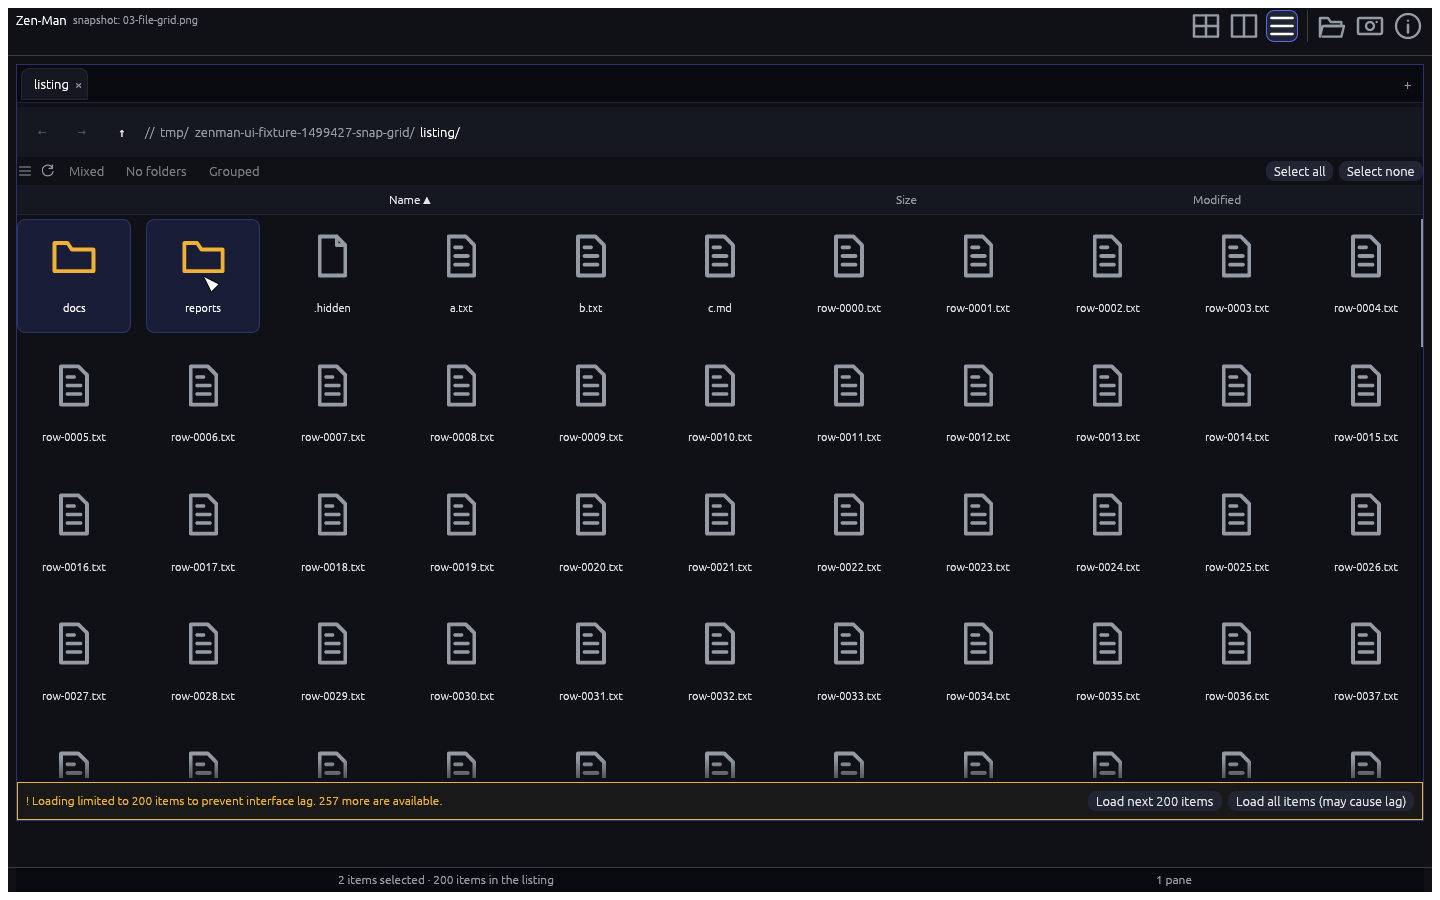 Zen-Man snapshot: 03-file-grid.png
listing × +
← → ↑ // tmp/ zenman-ui-fixture-1499427-snap-grid/ listing/
Mixed No folders Grouped Select all Select none
Name ▲ Size Modified
docs reports .hidden a.txt b.txt c.md row-0000.txt row-0001.txt row-0002.txt row-0003.txt row-0004.txt
row-0005.txt row-0006.txt row-0007.txt row-0008.txt row-0009.txt row-0010.txt row-0011.txt row-0012.txt row-0013.txt row-0014.txt row-0015.txt
row-0016.txt row-0017.txt row-0018.txt row-0019.txt row-0020.txt row-0021.txt row-0022.txt row-0023.txt row-0024.txt row-0025.txt row-0026.txt
row-0027.txt row-0028.txt row-0029.txt row-0030.txt row-0031.txt row-0032.txt row-0033.txt row-0034.txt row-0035.txt row-0036.txt row-0037.txt
! Loading limited to 200 items to prevent interface lag. 257 more are available. Load next 200 items Load all items (may cause lag)
2 items selected · 200 items in the listing 1 pane